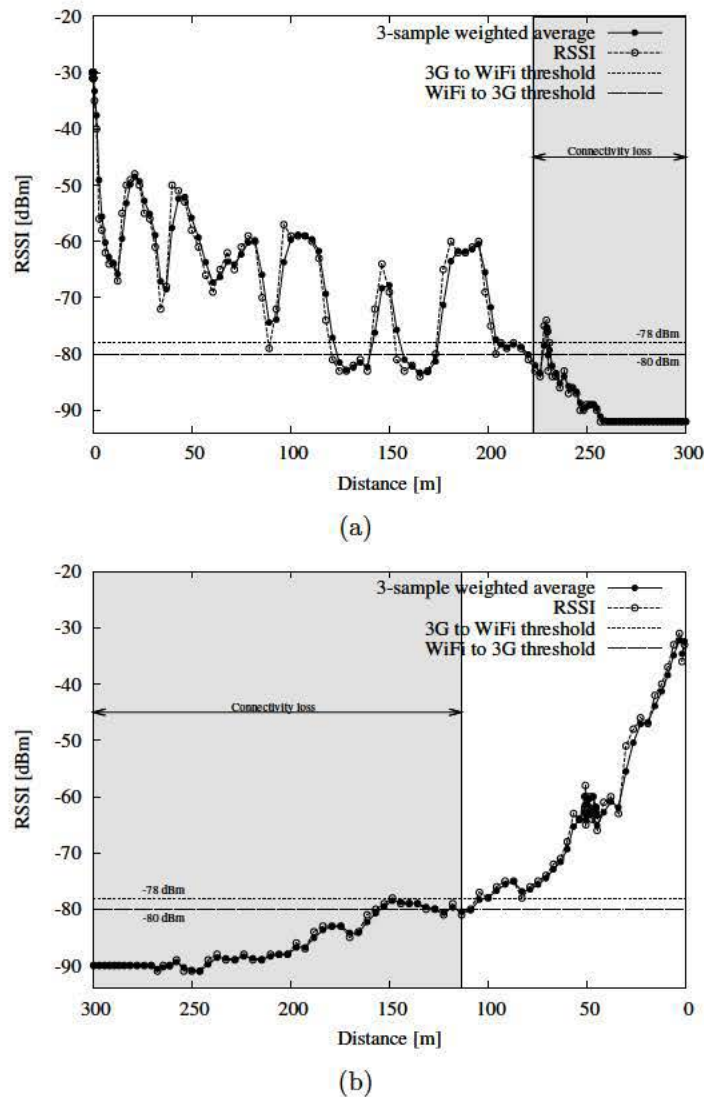 -20
-30
-40
-50
-60
-70
-80
-90
RSSI [dBm]
3-sample weighted average
RSSI
3G to WiFi threshold
WiFi to 3G threshold
Connectivity loss
-78 dBm
-80 dBm
0 50 100 150 200 250 300
Distance [m]
(a)
-20
-30
-40
-50
-60
-70
-80
-90
RSSI [dBm]
3-sample weighted average
RSSI
3G to WiFi threshold
WiFi to 3G threshold
Connectivity loss
-78 dBm
-80 dBm
300 250 200 150 100 50 0
Distance [m]
(b)